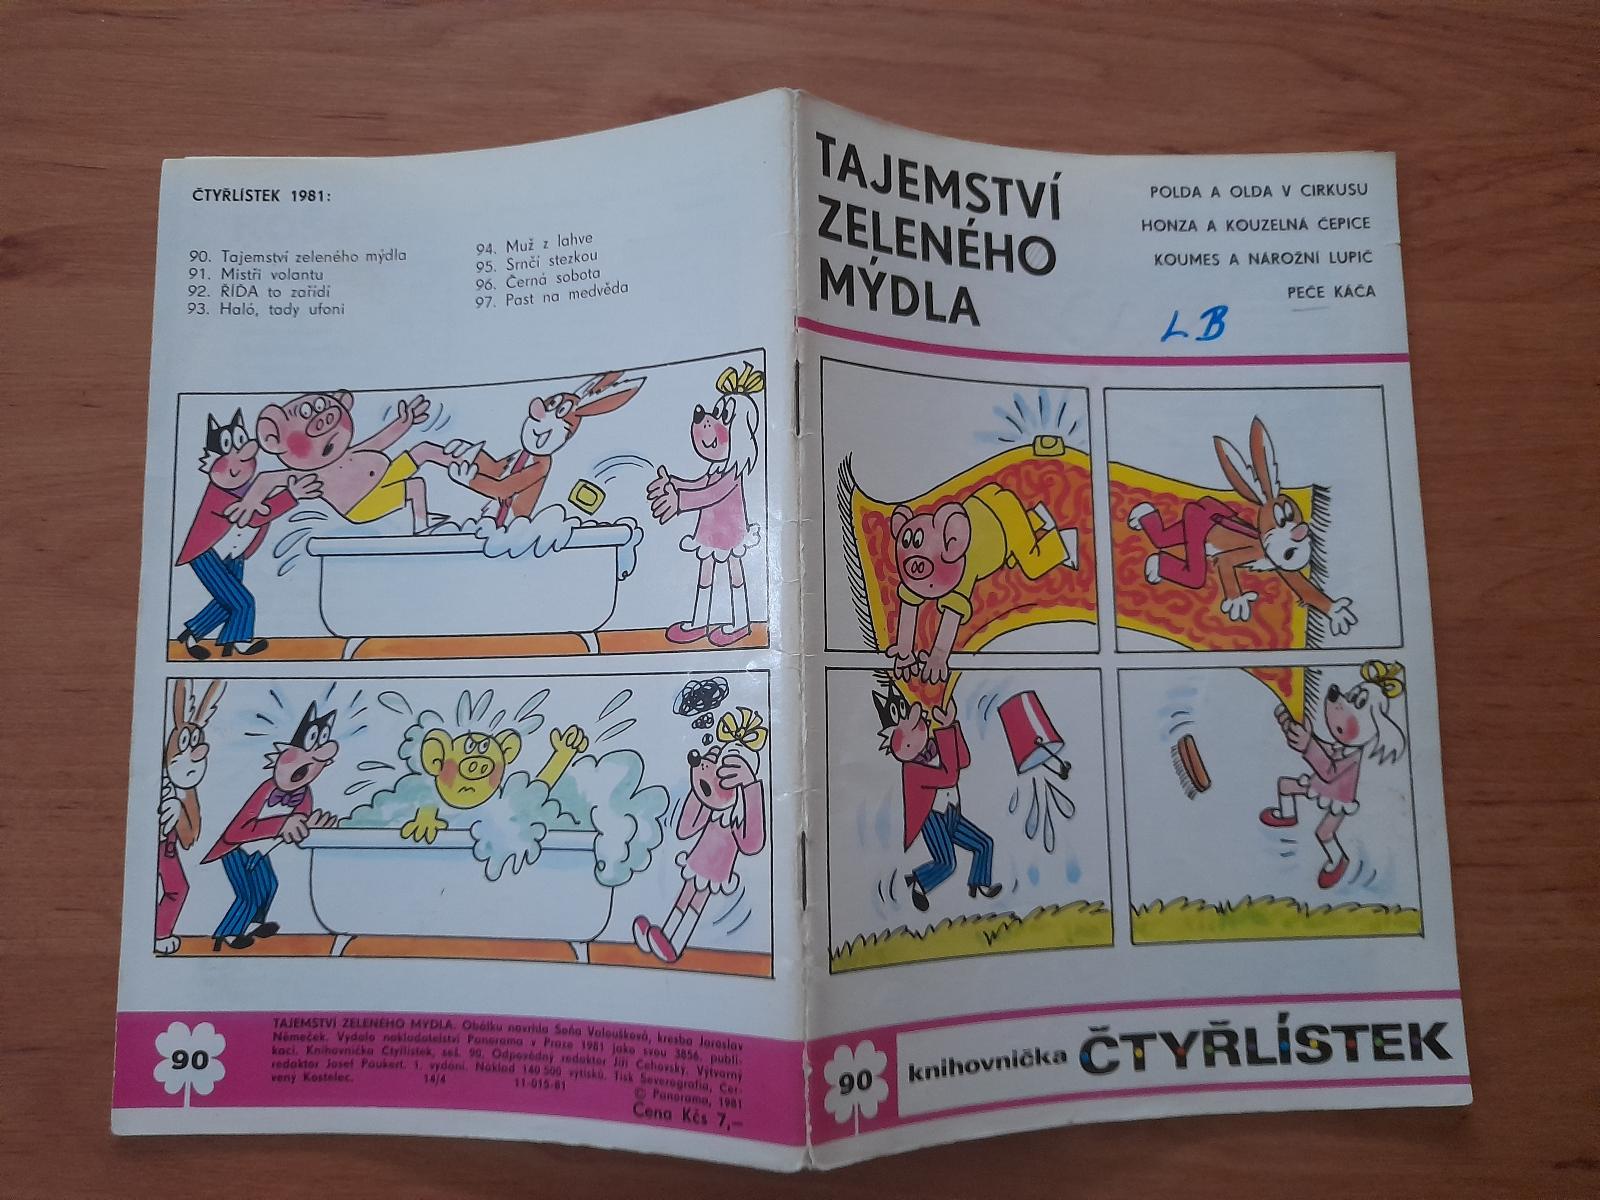 ČTYŘLÍSTEK 1981:
90. Tajemství zeleného mýdla
91. Mistři volantu
92. ŘÍĎA to zařídí
93. Haló, tady ufoni
94. Muž z lahve
95. Srnčí stezkou
96. Černá sobota
97. Past na medvěda
90
TAJEMSTVÍ ZELENÉHO MÝDLA. Obálku navrhla Soňa Valoušková, kresba Jaroslav
Němeček. Vydalo nakladatelství Panorama v Praze 1981 jako svou 3856. publi-
kaci. Knihovnička Čtyřlístek, seš. 90. Odpovědný redaktor Jiří Čehovský. Výtvarný
redaktor Josef Paukert. 1. vydání. Náklad 140 500 výtisků. Tisk Severografia, Čer-
vený Kostelec. 14/4 11-015-81
© Panorama, 1981
Cena Kčs 7,—
TAJEMSTVÍ
ZELENÉHO
MÝDLA
POLDA A OLDA V CIRKUSU
HONZA A KOUZELNÁ ČEPICE
KOUMES A NÁROŽNÍ LUPIČ
PEČE KÁČA
LB
90
knihovnička ČTYŘLÍSTEK